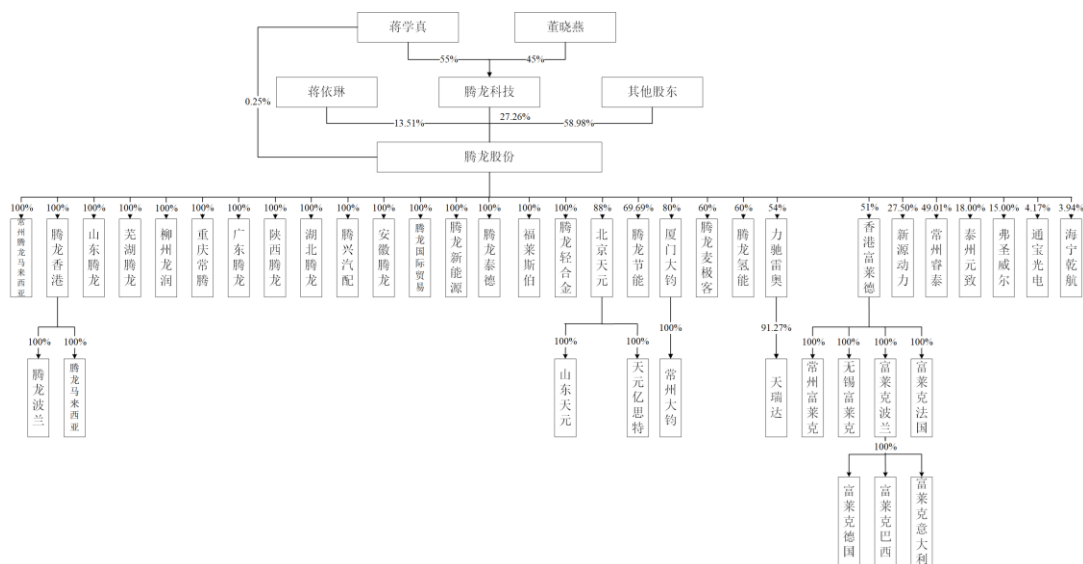 蒋学真
董晓燕
55%
45%
蒋依琳
腾龙科技
其他股东
0.25%
13.51%
27.26%
58.98%
腾龙股份
100% 100% 100% 100% 100% 100% 100% 100% 100% 100% 100% 100% 100% 100% 100% 100% 88% 69.69% 80% 60% 60% 54% 51% 27.50% 49.01% 18.00% 15.00% 4.17% 3.94%
常州腾龙马来西亚
腾龙香港
山东腾龙
芜湖腾龙
柳州龙润
重庆常腾
广东腾龙
陕西腾龙
湖北腾龙
腾兴汽配
安徽腾龙
腾龙国际贸易
腾龙新能源
腾龙泰德
福莱斯伯
腾龙轻合金
北京天元
腾龙节能
厦门大钧
腾龙麦极客
腾龙氢能
力驰雷奥
香港富莱德
新源动力
常州睿泰
泰州元致
弗圣威尔
通宝光电
海宁乾航
100% 100% 100% 100% 100% 91.27% 100% 100% 100% 100%
腾龙波兰
腾龙马来西亚
山东天元
天元亿思特
常州大钧
天瑞达
常州富莱克
无锡富莱克
富莱克波兰
富莱克法国
100%
富莱克德国
富莱克巴西
富莱克意大利